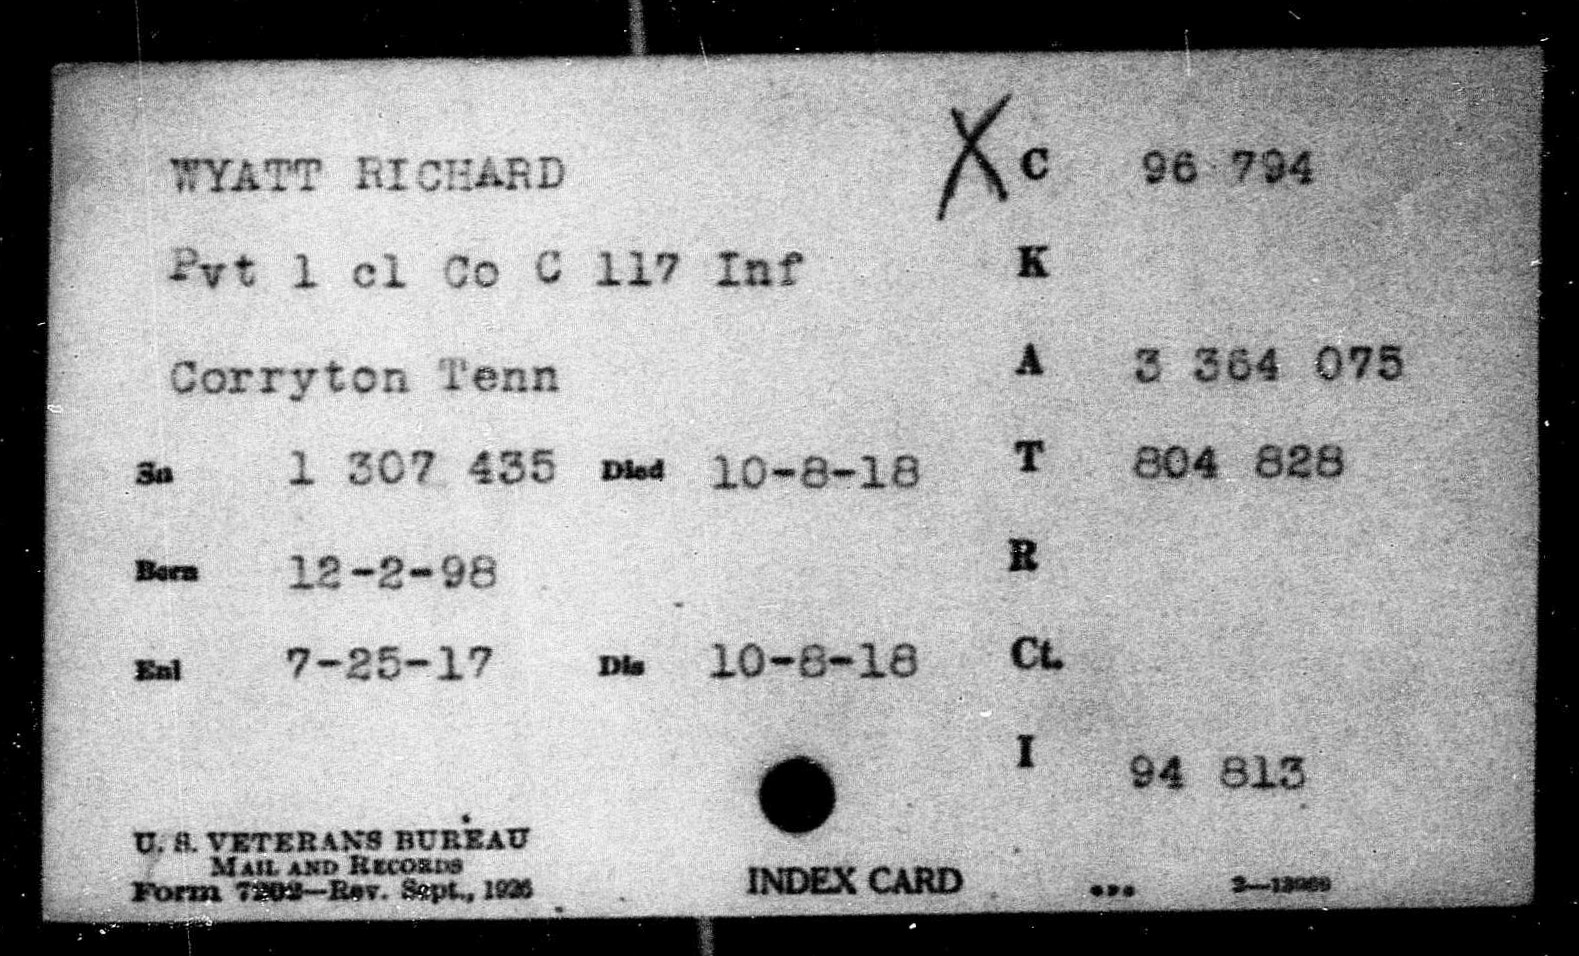 WYATT RICHARD X C 96 794
Pvt 1 cl Co C 117 Inf K
Corryton Tenn A 3 364 075
Sn 1 307 435 Died 10-8-18 T 804 828
Born 12-2-98 R
Enl 7-25-17 Dis 10-8-18 Ct.
I 94 813
U. S. VETERANS BUREAU
MAIL AND RECORDS
Form 7202—Rev. Sept., 1926 INDEX CARD